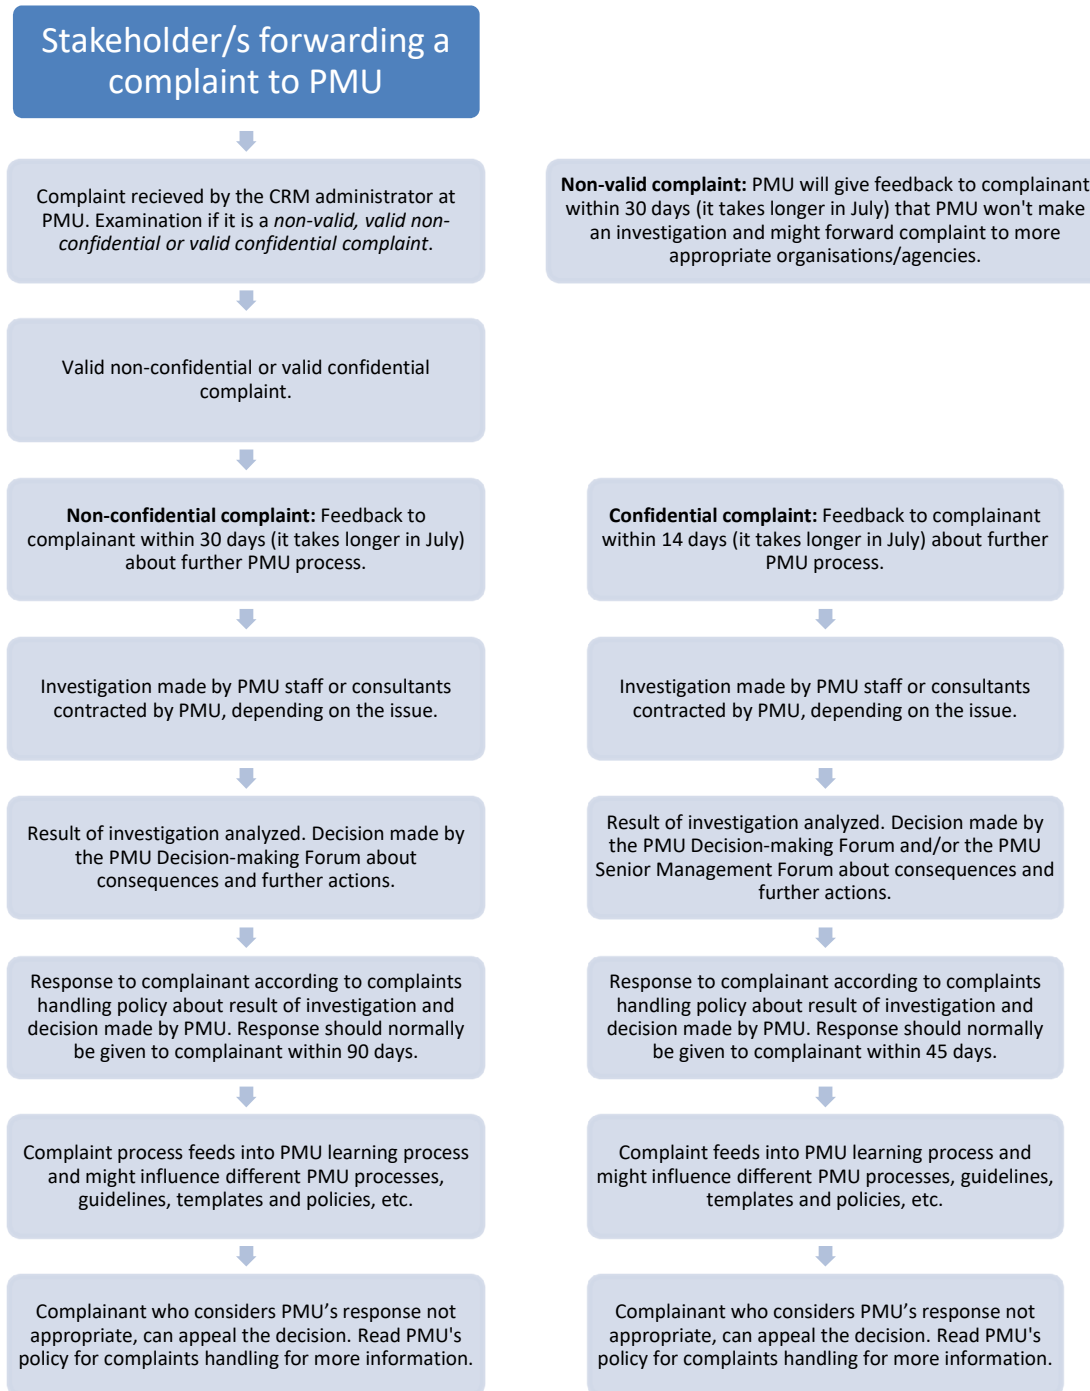 Stakeholder/s forwarding a
complaint to PMU
Complaint recieved by the CRM administrator at
PMU. Examination if it is a non-valid, valid non-
confidential or valid confidential complaint.
Non-valid complaint: PMU will give feedback to complainant
within 30 days (it takes longer in July) that PMU won't make
an investigation and might forward complaint to more
appropriate organisations/agencies.
Valid non-confidential or valid confidential
complaint.
Non-confidential complaint: Feedback to
complainant within 30 days (it takes longer in July)
about further PMU process.
Confidential complaint: Feedback to complainant
within 14 days (it takes longer in July) about further
PMU process.
Investigation made by PMU staff or consultants
contracted by PMU, depending on the issue.
Investigation made by PMU staff or consultants
contracted by PMU, depending on the issue.
Result of investigation analyzed. Decision made by
the PMU Decision-making Forum about
consequences and further actions.
Result of investigation analyzed. Decision made by
the PMU Decision-making Forum and/or the PMU
Senior Management Forum about consequences and
further actions.
Response to complainant according to complaints
handling policy about result of investigation and
decision made by PMU. Response should normally
be given to complainant within 90 days.
Response to complainant according to complaints
handling policy about result of investigation and
decision made by PMU. Response should normally
be given to complainant within 45 days.
Complaint process feeds into PMU learning process
and might influence different PMU processes,
guidelines, templates and policies, etc.
Complaint feeds into PMU learning process and
might influence different PMU processes, guidelines,
templates and policies, etc.
Complainant who considers PMU’s response not
appropriate, can appeal the decision. Read PMU's
policy for complaints handling for more information.
Complainant who considers PMU’s response not
appropriate, can appeal the decision. Read PMU's
policy for complaints handling for more information.